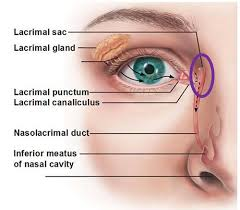 Lacrimal sac
Lacrimal gland
Lacrimal punctum
Lacrimal canaliculus
Nasolacrimal duct
Inferior meatus
of nasal cavity